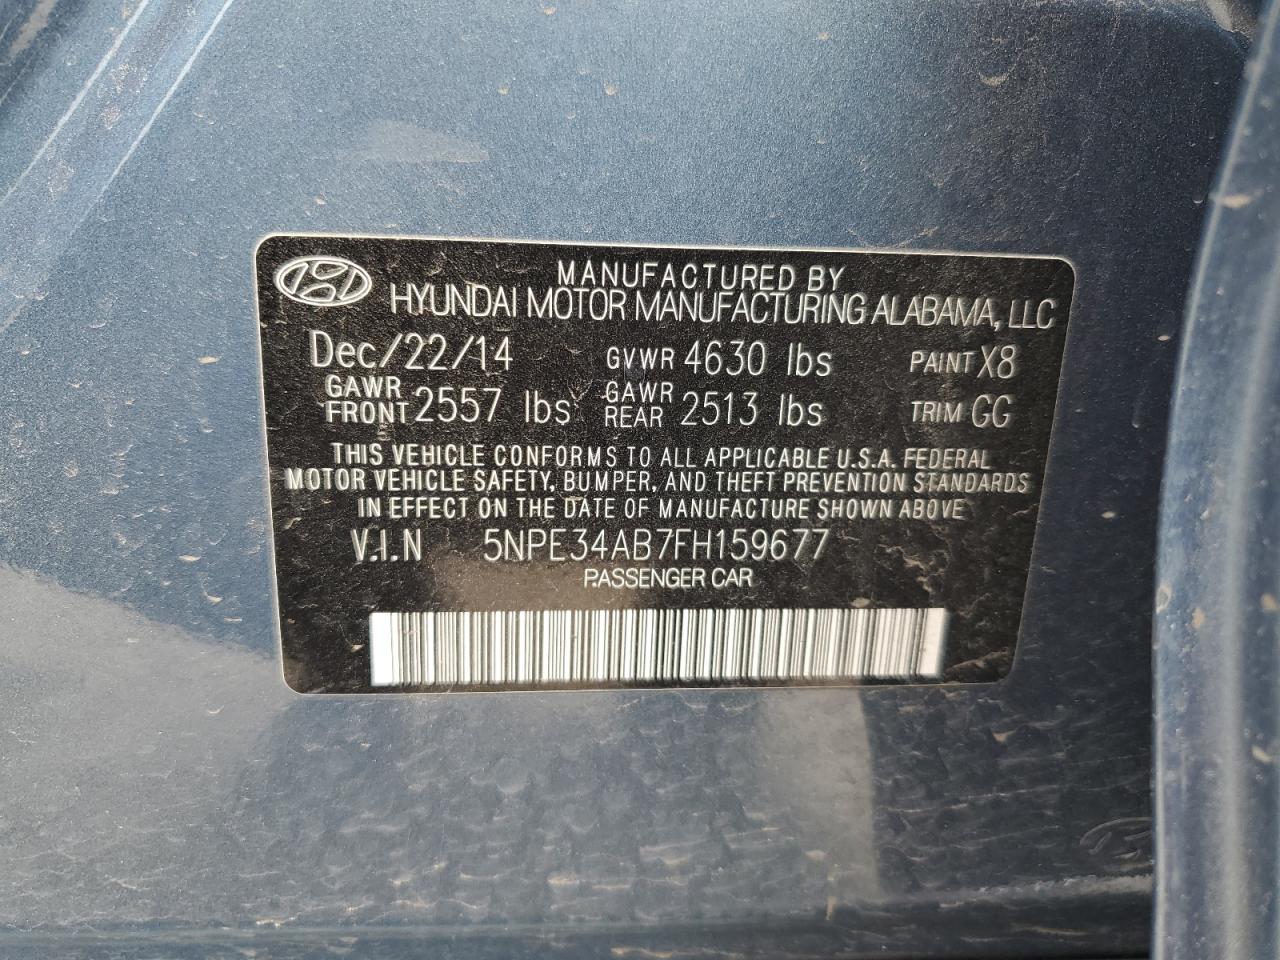 MANUFACTURED BY
HYUNDAI MOTOR MANUFACTURING ALABAMA, LLC
Dec/22/14 GVWR 4630 lbs PAINT X8
GAWR FRONT 2557 lbs GAWR REAR 2513 lbs TRIM GG
THIS VEHICLE CONFORMS TO ALL APPLICABLE U.S.A. FEDERAL
MOTOR VEHICLE SAFETY, BUMPER, AND THEFT PREVENTION STANDARDS
IN EFFECT ON THE DATE OF MANUFACTURE SHOWN ABOVE
V.I.N 5NPE34AB7FH159677
PASSENGER CAR